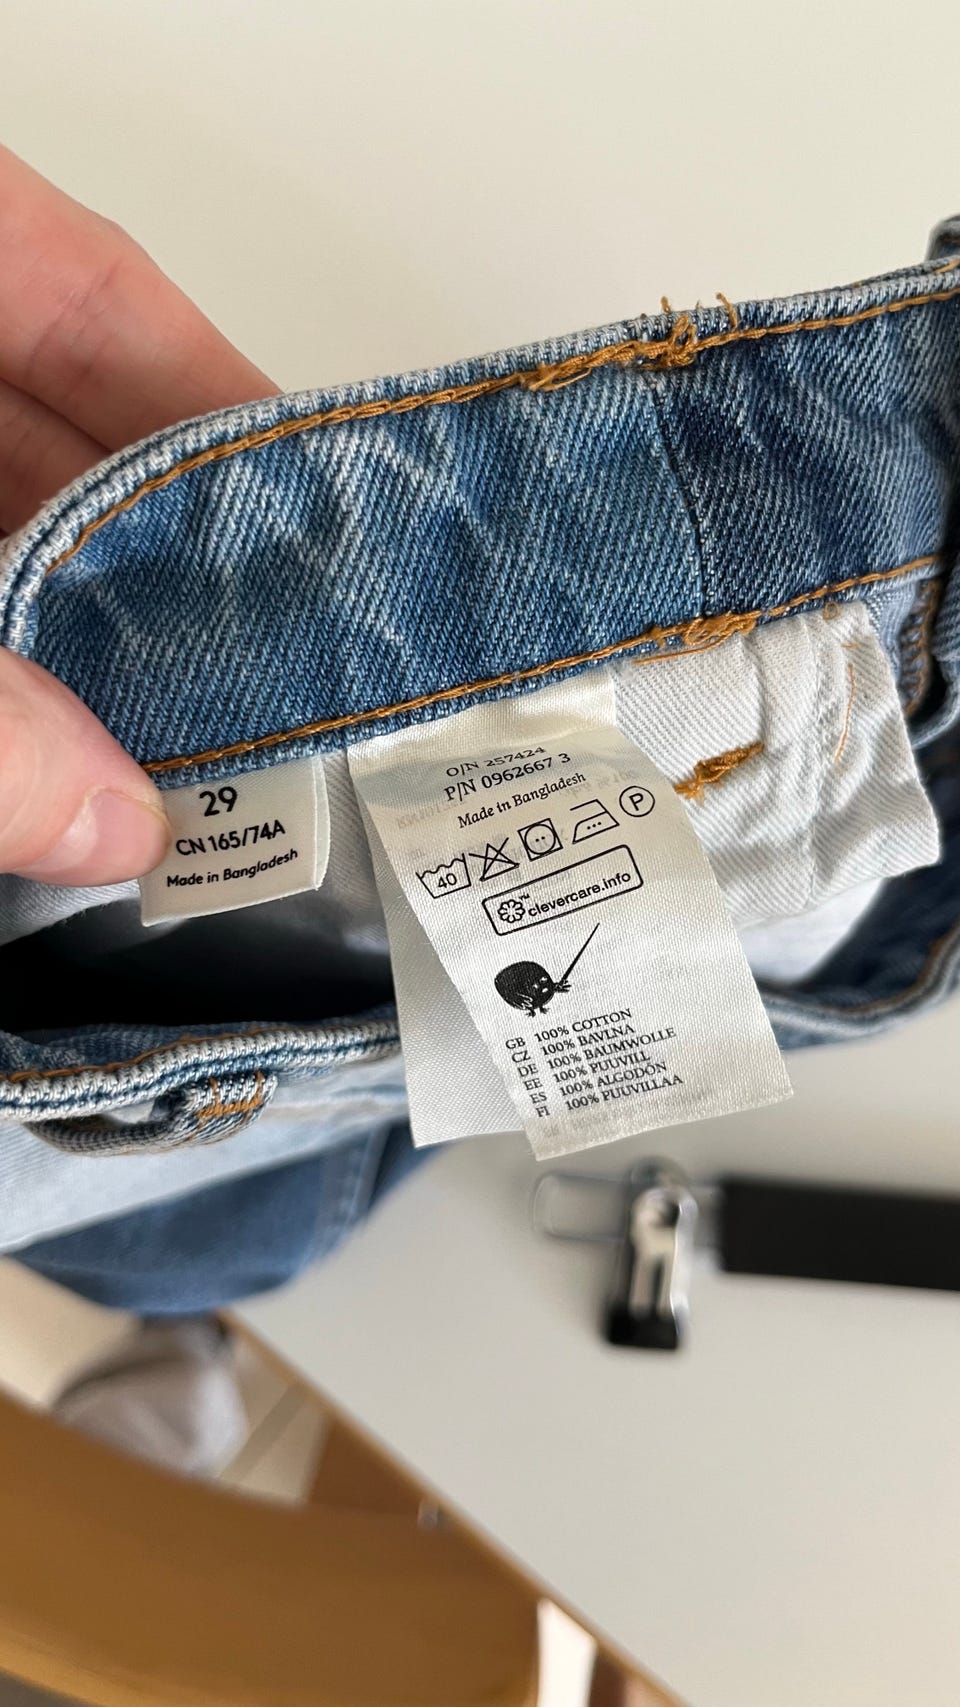 29
CN 165/74A
Made in Bangladesh
O/N 257424
P/N 0962667 3
Made in Bangladesh
40
P
clevercare.info
GB 100% COTTON
CZ 100% BAVLNA
DE 100% BAUMWOLLE
EE 100% PUUVILL
ES 100% ALGODÓN
FI 100% PUUVILLAA